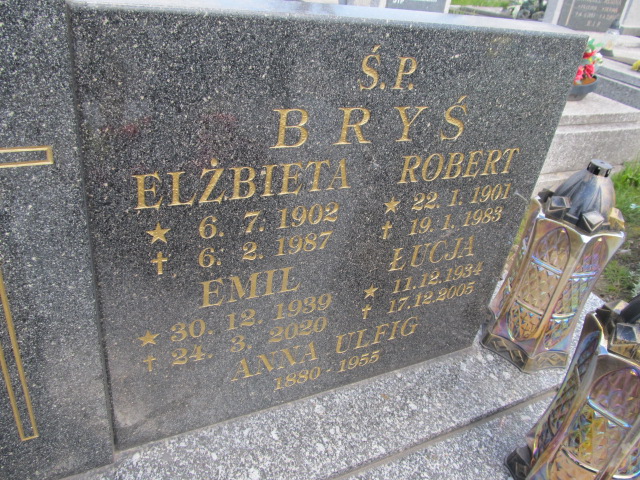 Ś.P.
BRYŚ
ELŻBIETA
★ 6. 7. 1902
✝ 6. 2. 1987
ROBERT
★ 22. 1. 1901
✝ 19. 1. 1983
EMIL
★ 30. 12. 1939
✝ 24. 3. 2020
ŁUCJA
★ 11.12.1934
✝ 17.12.2005
ANNA ULFIG
1880 - 1955